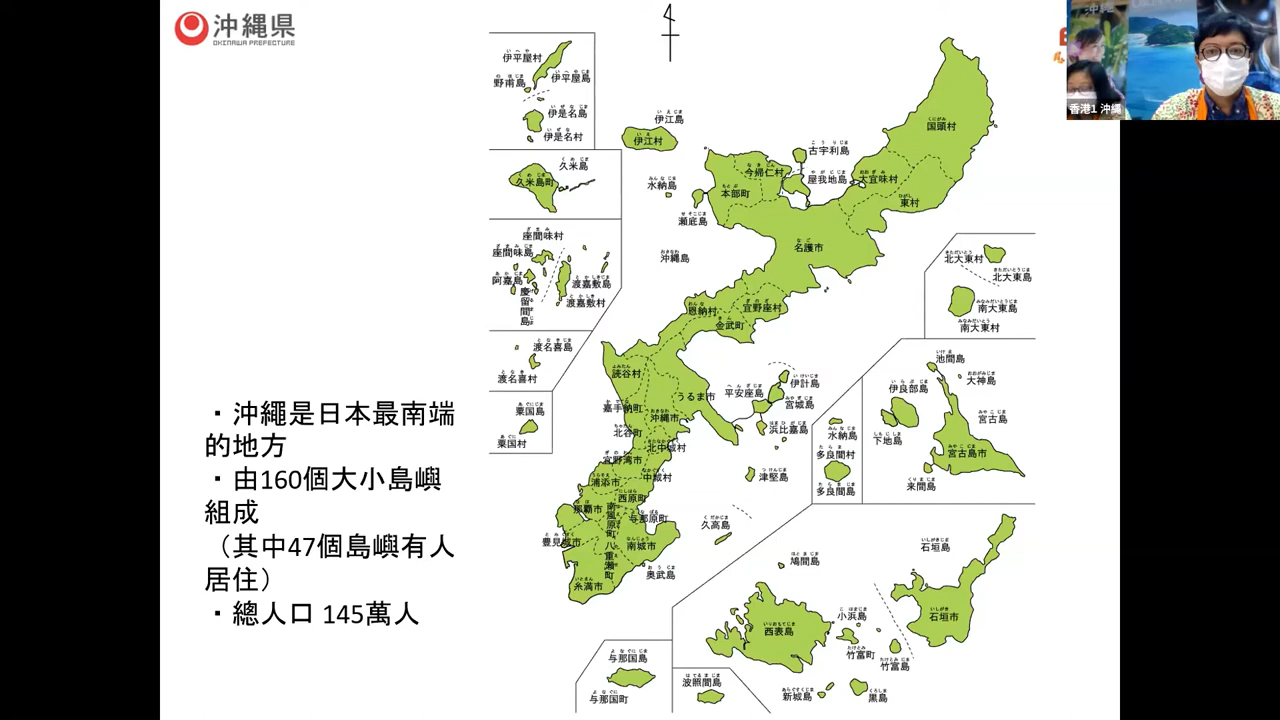 沖縄県
OKINAWA PREFECTURE
香港1 沖縄
・沖繩是日本最南端
的地方
・由160個大小島嶼
組成
（其中47個島嶼有人
居住）
・總人口 145萬人
伊平屋村
伊平屋島
野甫島
伊是名島
伊是名村
久米島
久米島町
座間味村
座間味島
阿嘉島
慶留間島
渡嘉敷島
渡嘉敷村
渡名喜島
渡名喜村
粟国島
粟国村
伊江島
伊江村
水納島
瀬底島
沖縄島
国頭村
古宇利島
今帰仁村
屋我地島
大宜味村
本部町
東村
名護市
恩納村
宜野座村
金武町
読谷村
うるま市
嘉手納町
沖縄市
北谷町
北中城村
宜野湾市
中城村
浦添市
西原町
那覇市
南風原町
与那原町
豊見城市
南城市
八重瀬町
糸満市
奥武島
久高島
津堅島
平安座島
伊計島
宮城島
浜比嘉島
北大東村
北大東島
南大東島
南大東村
池間島
大神島
伊良部島
宮古島
下地島
宮古島市
来間島
水納島
多良間村
多良間島
石垣島
鳩間島
西表島
小浜島
石垣市
竹富町
竹富島
新城島
黒島
波照間島
与那国島
与那国町